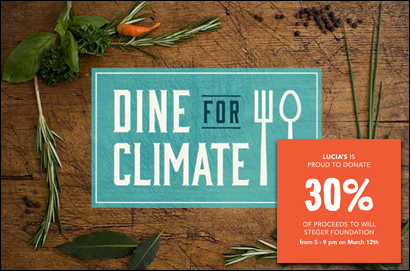 DINE FOR
CLIMATE
LUCIA'S IS
PROUD TO DONATE
30%
OF PROCEEDS TO WILL
STEGER FOUNDATION
from 5 - 9 pm on March 12th